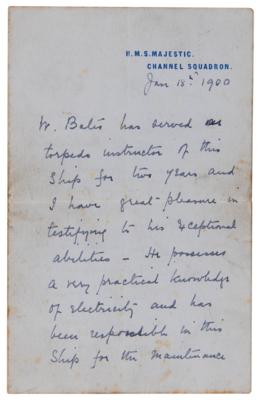 H.M.S. MAJESTIC.
CHANNEL SQUADRON.
Jan 18th 1900
W. Bates has served as
torpedo instructor of this
Ship for two years and
I have great pleasure in
testifying to his exceptional
abilities - He possesses
a very practical knowledge
of Electricity and has
been responsible in this
Ship for the maintenance